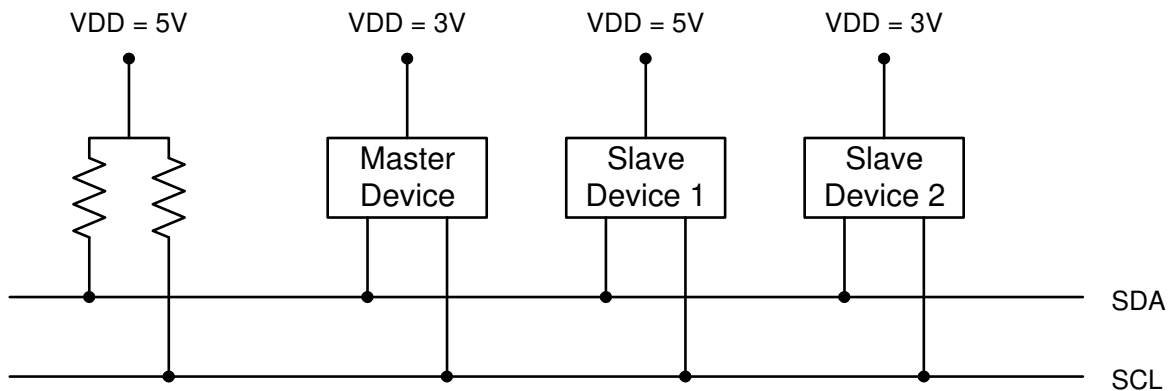 VDD = 5V
VDD = 3V
VDD = 5V
VDD = 3V
Master
Device
Slave
Device 1
Slave
Device 2
SDA
SCL